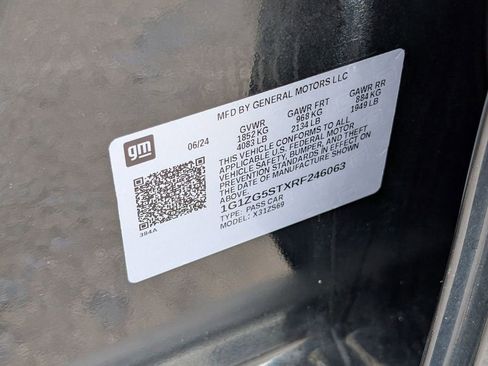 MFD BY GENERAL MOTORS LLC
gm
06/24
GVWR GAWR FRT GAWR RR
1852 KG 968 KG 884 KG
4083 LB 2134 LB 1949 LB
THIS VEHICLE CONFORMS TO ALL
APPLICABLE U.S. FEDERAL MOTOR
VEHICLE SAFETY, BUMPER, AND THEFT
PREVENTION STANDARDS IN EFFECT ON
THE DATE OF MANUFACTURE SHOWN
ABOVE.
1G1ZG5STXRF246063
TYPE: PASS CAR
MODEL: X31ZS69
384A